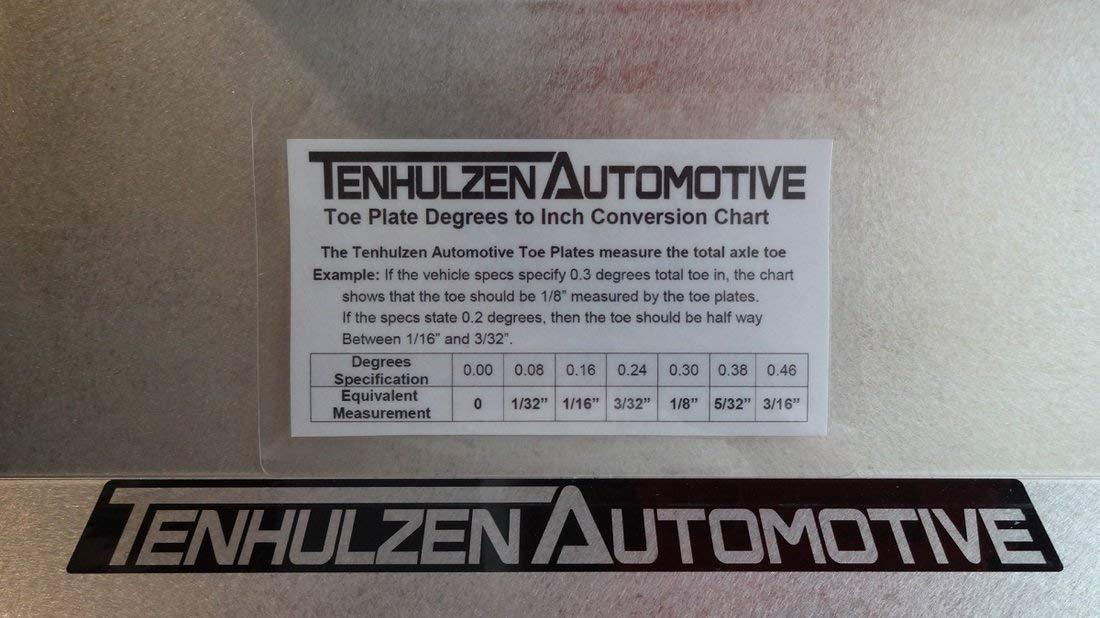 TENHULZEN AUTOMOTIVE
Toe Plate Degrees to Inch Conversion Chart
The Tenhulzen Automotive Toe Plates measure the total axle toe
Example: If the vehicle specs specify 0.3 degrees total toe in, the chart
shows that the toe should be 1/8” measured by the toe plates.
If the specs state 0.2 degrees, then the toe should be half way
Between 1/16” and 3/32”.
Degrees Specification 0.00 0.08 0.16 0.24 0.30 0.38 0.46
Equivalent Measurement 0 1/32” 1/16” 3/32” 1/8” 5/32” 3/16”
TENHULZEN AUTOMOTIVE